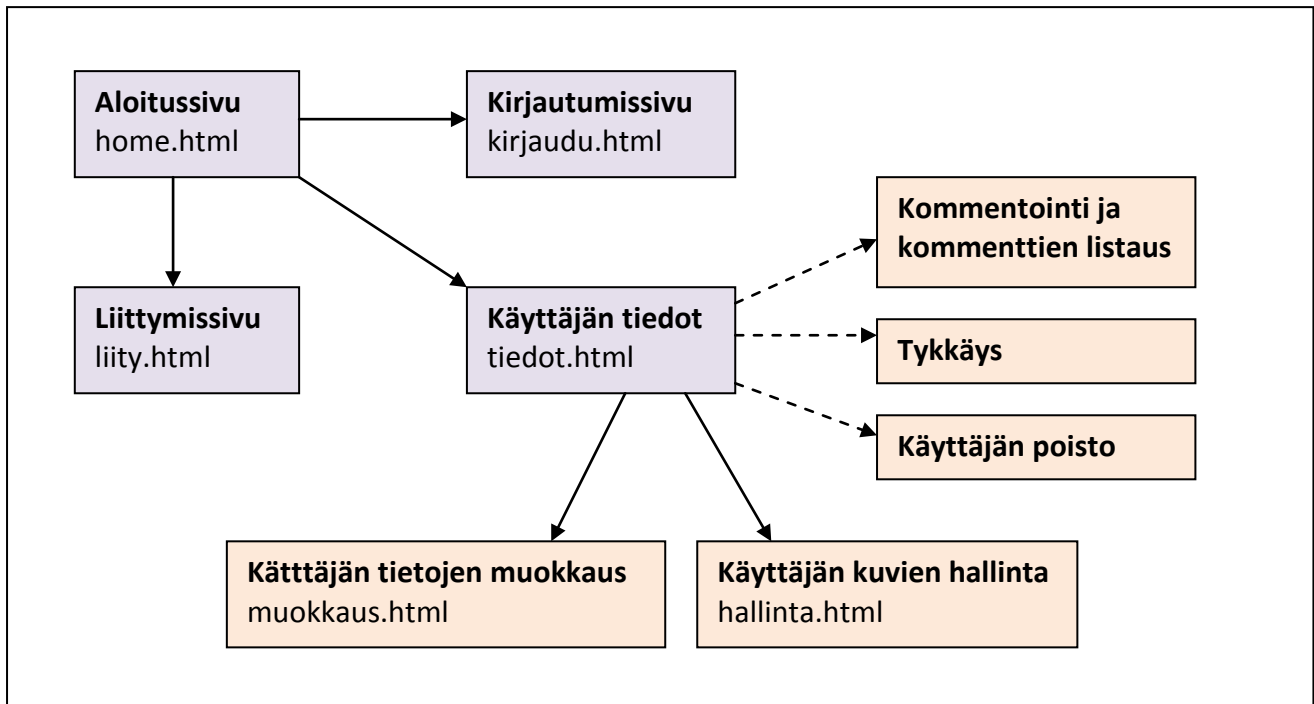 Aloitussivu
home.html
Kirjautumissivu
kirjaudu.html
Kommentointi ja
kommenttien listaus
Liittymissivu
liity.html
Käyttäjän tiedot
tiedot.html
Tykkäys
Käyttäjän poisto
Kätttäjän tietojen muokkaus
muokkaus.html
Käyttäjän kuvien hallinta
hallinta.html